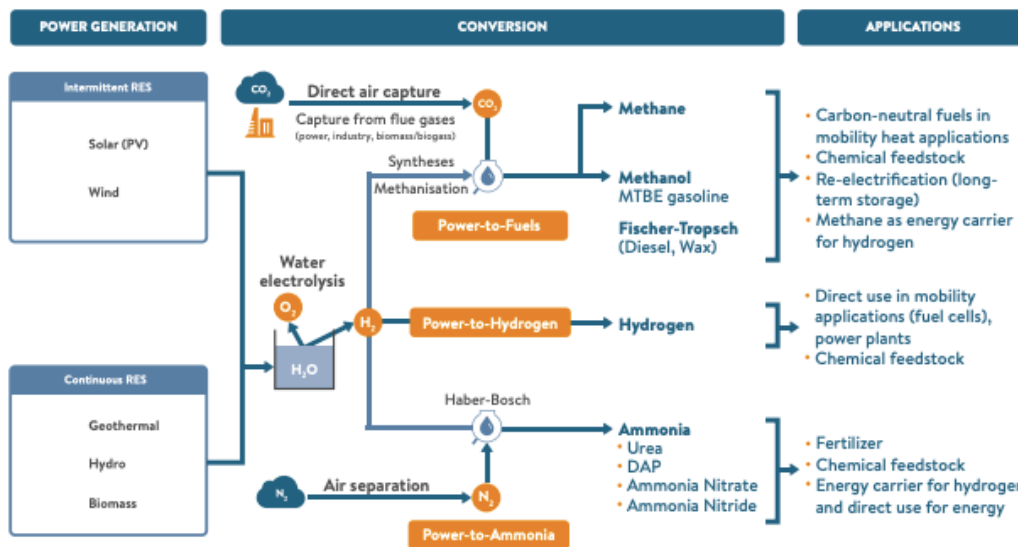 POWER GENERATION
CONVERSION
APPLICATIONS
Intermittent RES
Solar (PV)
Wind
Continuous RES
Geothermal
Hydro
Biomass
CO₂
Direct air capture
Capture from flue gases
(power, industry, biomass/biogass)
CO₂
Syntheses
Methanisation
Power-to-Fuels
Methane
Methanol
MTBE gasoline
Fischer-Tropsch
(Diesel, Wax)
• Carbon-neutral fuels in
mobility heat applications
• Chemical feedstock
• Re-electrification (long-
term storage)
• Methane as energy carrier
for hydrogen
Water
electrolysis
O₂
H₂O
H₂
Power-to-Hydrogen
Hydrogen
• Direct use in mobility
applications (fuel cells),
power plants
• Chemical feedstock
Haber-Bosch
N₂
Air separation
N₂
Power-to-Ammonia
Ammonia
• Urea
• DAP
• Ammonia Nitrate
• Ammonia Nitride
• Fertilizer
• Chemical feedstock
• Energy carrier for hydrogen
and direct use for energy